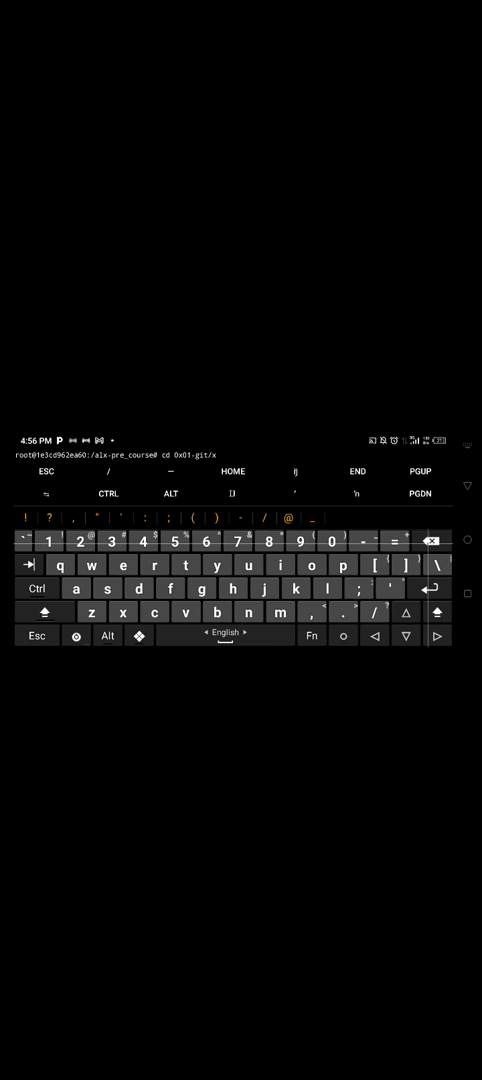 4:56 PM
root@1e3cd962ea60:/alx-pre_course# cd 0x01-git/x
ESC / — HOME END PGUP
CTRL ALT PGDN
! ? , " ' : ; ( ) - / @ _
` ~ 1 ! 2 @ 3 # 4 $ 5 % 6 ^ 7 & 8 * 9 ( 0 ) - _ = +
q w e r t y u i o p [ { ] } \ |
Ctrl a s d f g h j k l ; : ' "
z x c v b n m , < . > / ?
Esc Alt English Fn